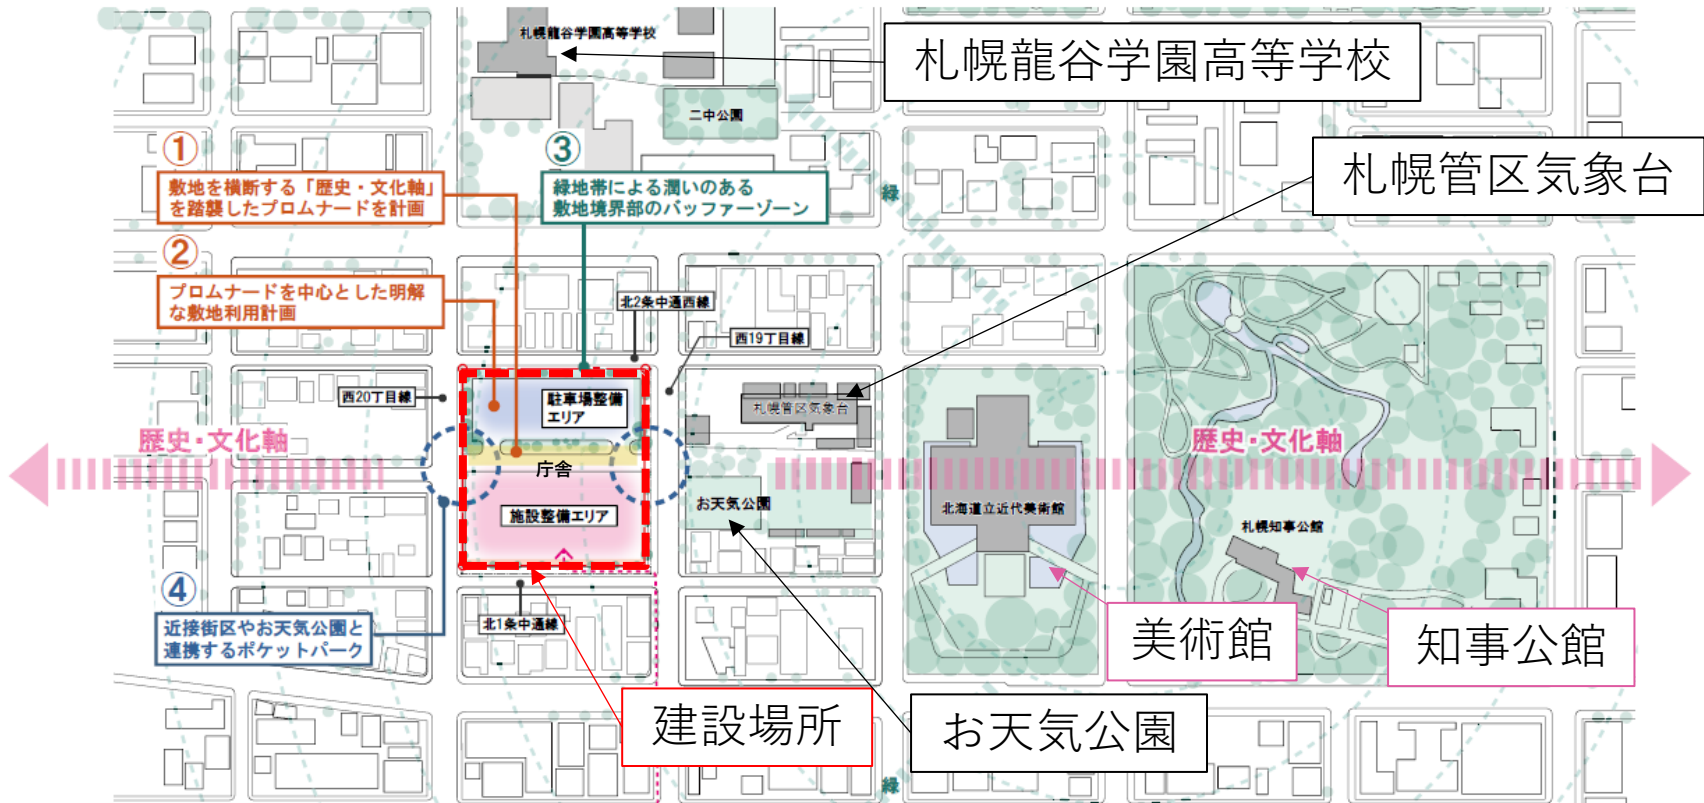 札幌龍谷学園高等学校
札幌龍谷学園高等学校
二中公園
①
敷地を横断する「歴史・文化軸」
を踏襲したプロムナードを計画
③
緑地帯による潤いのある
敷地境界部のバッファーゾーン
緑
札幌管区気象台
②
プロムナードを中心とした明解
な敷地利用計画
北2条中通西線
西19丁目線
西20丁目線
駐車場整備
エリア
札幌管区気象台
歴史・文化軸
歴史・文化軸
庁舎
施設整備エリア
お天気公園
北海道立近代美術館
札幌知事公館
④
近接街区やお天気公園と
連携するポケットパーク
北1条中通線
美術館
知事公館
建設場所
お天気公園
緑